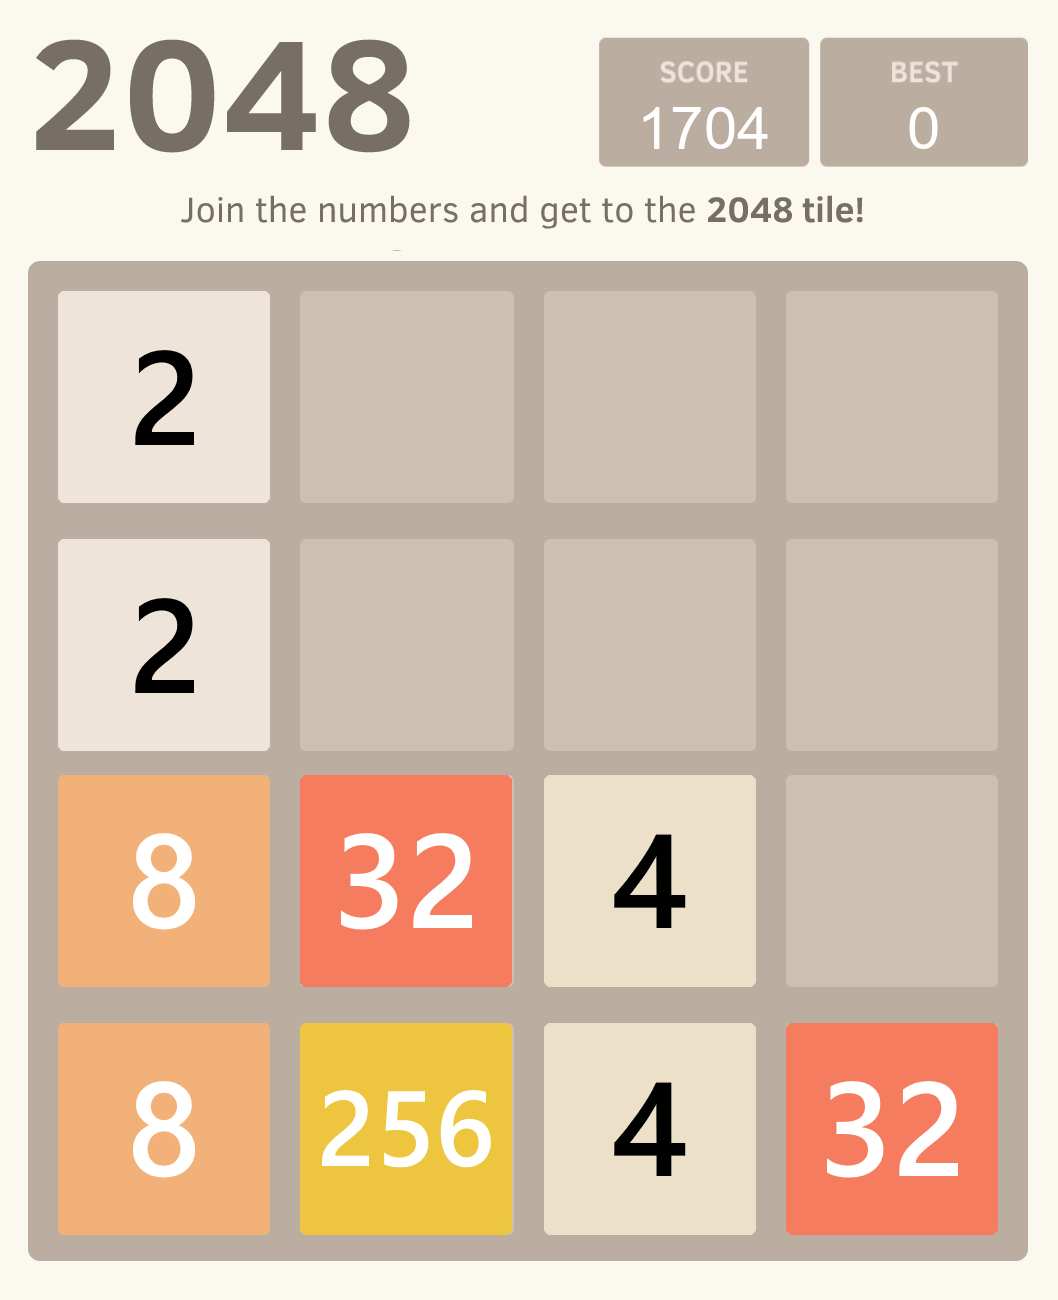 2048
SCORE BEST
1704 0
Join the numbers and get to the 2048 tile!
2
2
8 32 4
8 256 4 32